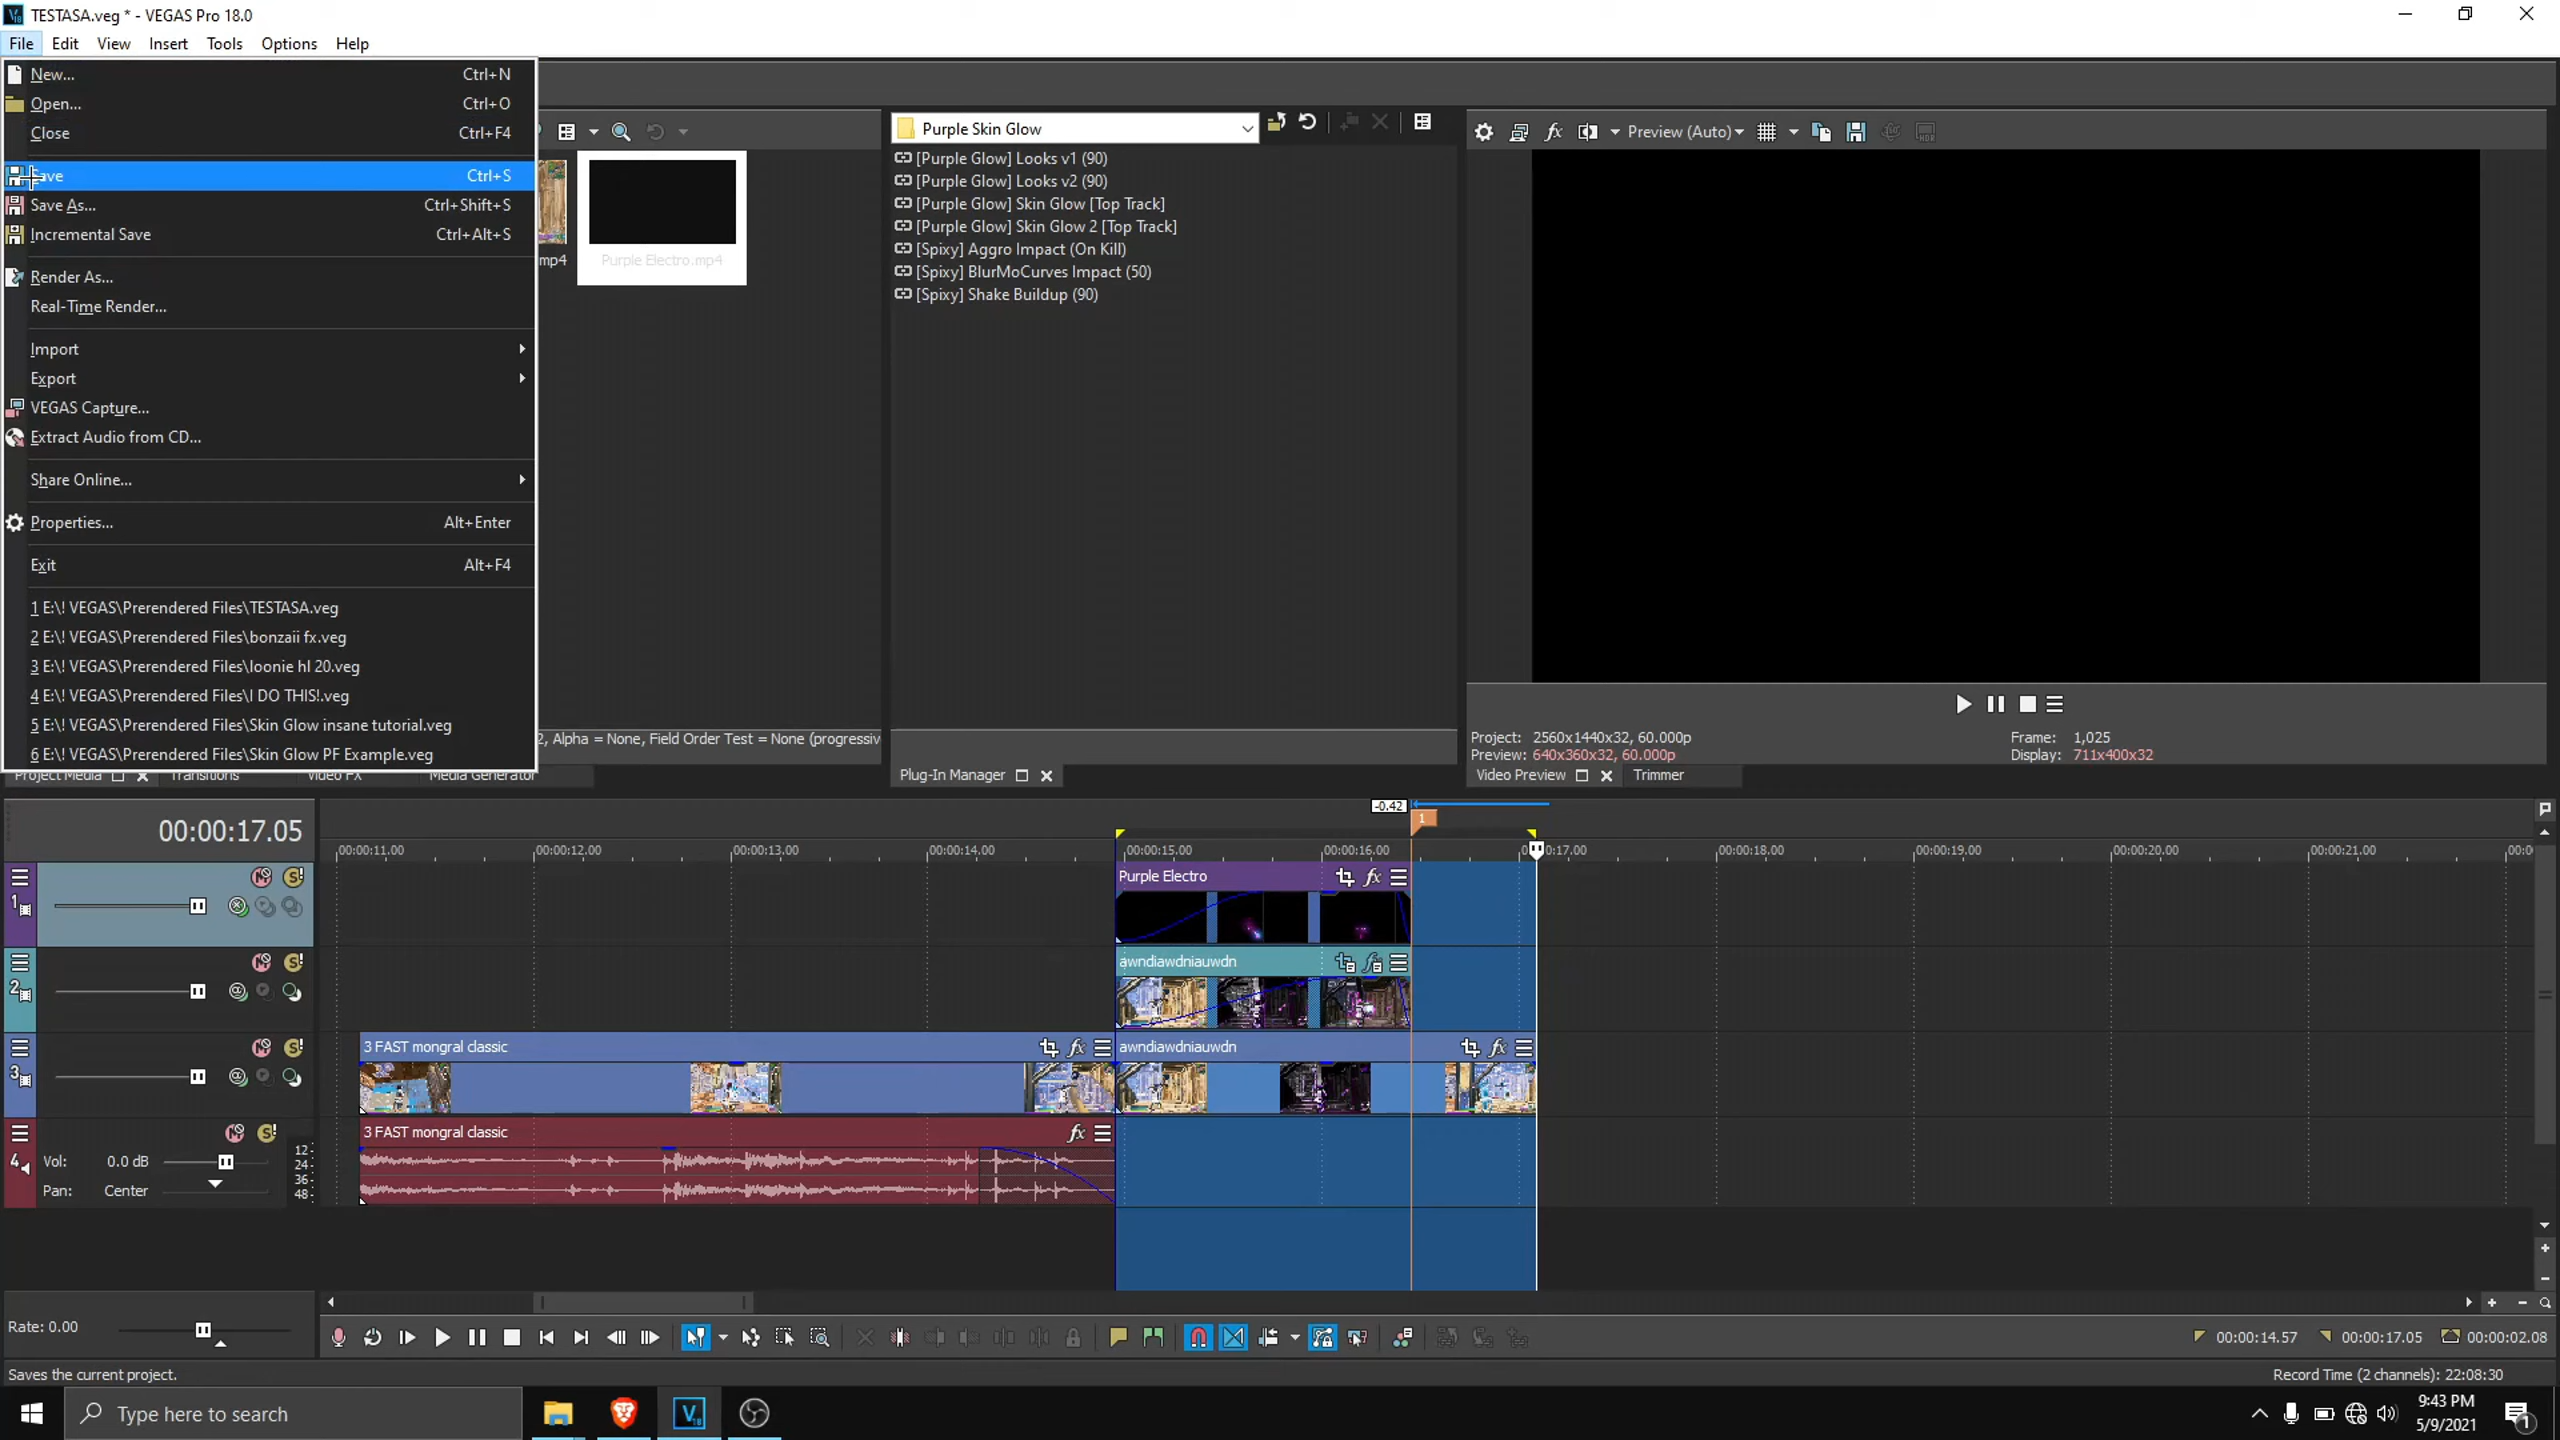 TESTASA.veg * - VEGAS Pro 18.0
File Edit View Insert Tools Options Help
New... Ctrl+N
Open... Ctrl+O
Close Ctrl+F4
Save Ctrl+S
Save As... Ctrl+Shift+S
Incremental Save Ctrl+Alt+S
Render As...
Real-Time Render...
Import
Export
VEGAS Capture...
Extract Audio from CD...
Share Online...
Properties... Alt+Enter
Exit Alt+F4
1 E:\! VEGAS\Prerendered Files\TESTASA.veg
2 E:\! VEGAS\Prerendered Files\bonzaii fx.veg
3 E:\! VEGAS\Prerendered Files\loonie hl 20.veg
4 E:\! VEGAS\Prerendered Files\I DO THIS!.veg
5 E:\! VEGAS\Prerendered Files\Skin Glow insane tutorial.veg
6 E:\! VEGAS\Prerendered Files\Skin Glow PF Example.veg
mp4 Purple Electro.mp4
2, Alpha = None, Field Order Test = None (progressiv
Project Media Transitions Video FX Media Generator
Purple Skin Glow
[Purple Glow] Looks v1 (90)
[Purple Glow] Looks v2 (90)
[Purple Glow] Skin Glow [Top Track]
[Purple Glow] Skin Glow 2 [Top Track]
[Spixy] Aggro Impact (On Kill)
[Spixy] BlurMoCurves Impact (50)
[Spixy] Shake Buildup (90)
Plug-In Manager
fx Preview (Auto)
Project: 2560x1440x32, 60.000p Frame: 1,025
Preview: 640x360x32, 60.000p Display: 711x400x32
Video Preview Trimmer
-0.42
1
00:00:17.05
00:00:11.00 00:00:12.00 00:00:13.00 00:00:14.00 00:00:15.00 00:00:16.00 0:17.00 00:00:18.00 00:00:19.00 00:00:20.00 00:00:21.00 00:0
1 Purple Electro fx
2 awndiawdniauwdn
3 3 FAST mongral classic fx awndiawdniauwdn fx
4 3 FAST mongral classic fx
Vol: 0.0 dB
Pan: Center
12
24
36
48
Rate: 0.00
00:00:14.57 00:00:17.05 00:00:02.08
Saves the current project.
Record Time (2 channels): 22:08:30
Type here to search
V 18
9:43 PM
5/9/2021
1